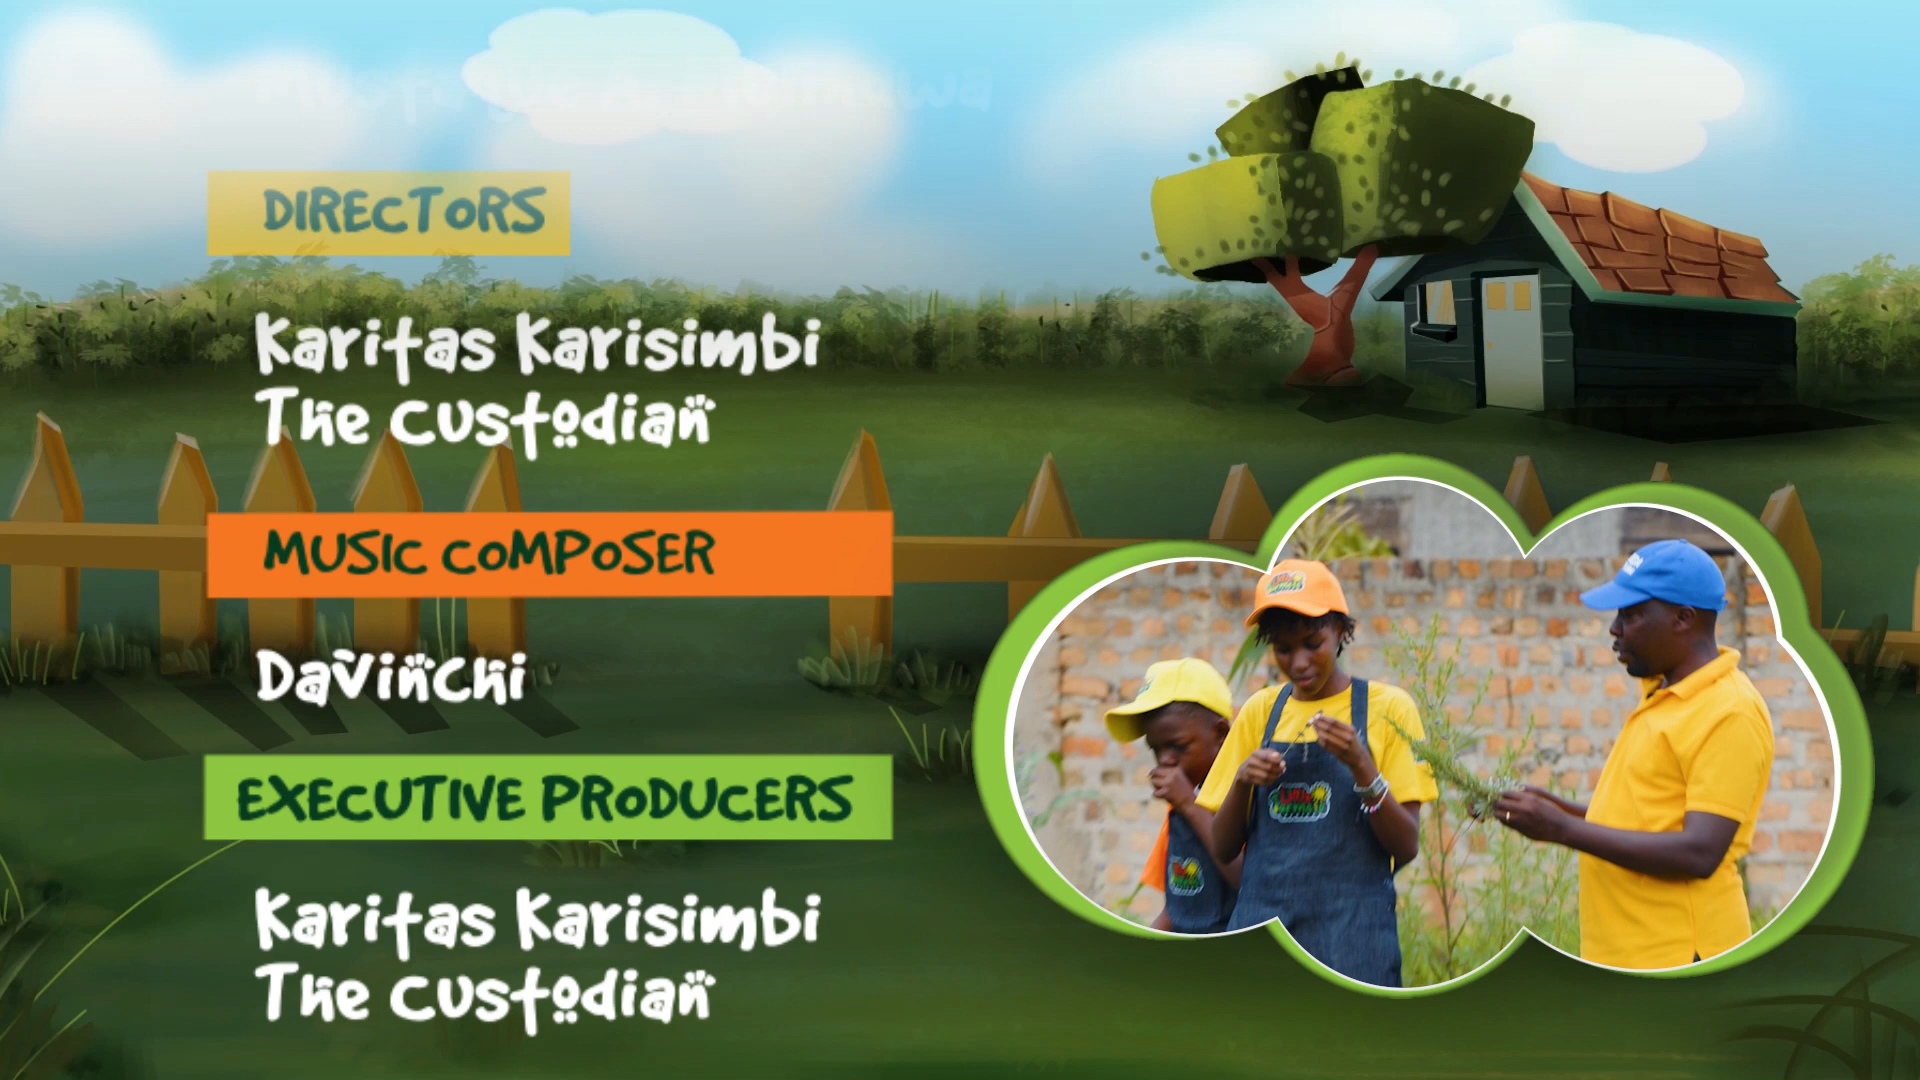 DIRECTORS
Karitas Karisimbi
The Custodian
MUSIC COMPOSER
DaVinChi
EXECUTIVE PRODUCERS
Karitas Karisimbi
The Custodian